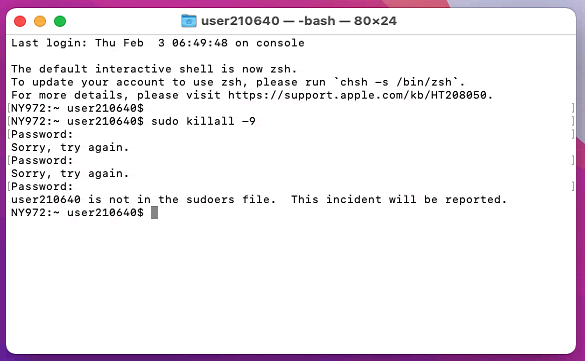 user210640 — -bash — 80×24
Last login: Thu Feb  3 06:49:48 on console
The default interactive shell is now zsh.
To update your account to use zsh, please run `chsh -s /bin/zsh`.
For more details, please visit https://support.apple.com/kb/HT208050.
[NY972:~ user210640$ ]
[NY972:~ user210640$ sudo killall -9 ]
[Password: ]
Sorry, try again.
[Password: ]
Sorry, try again.
[Password: ]
user210640 is not in the sudoers file.  This incident will be reported.
NY972:~ user210640$